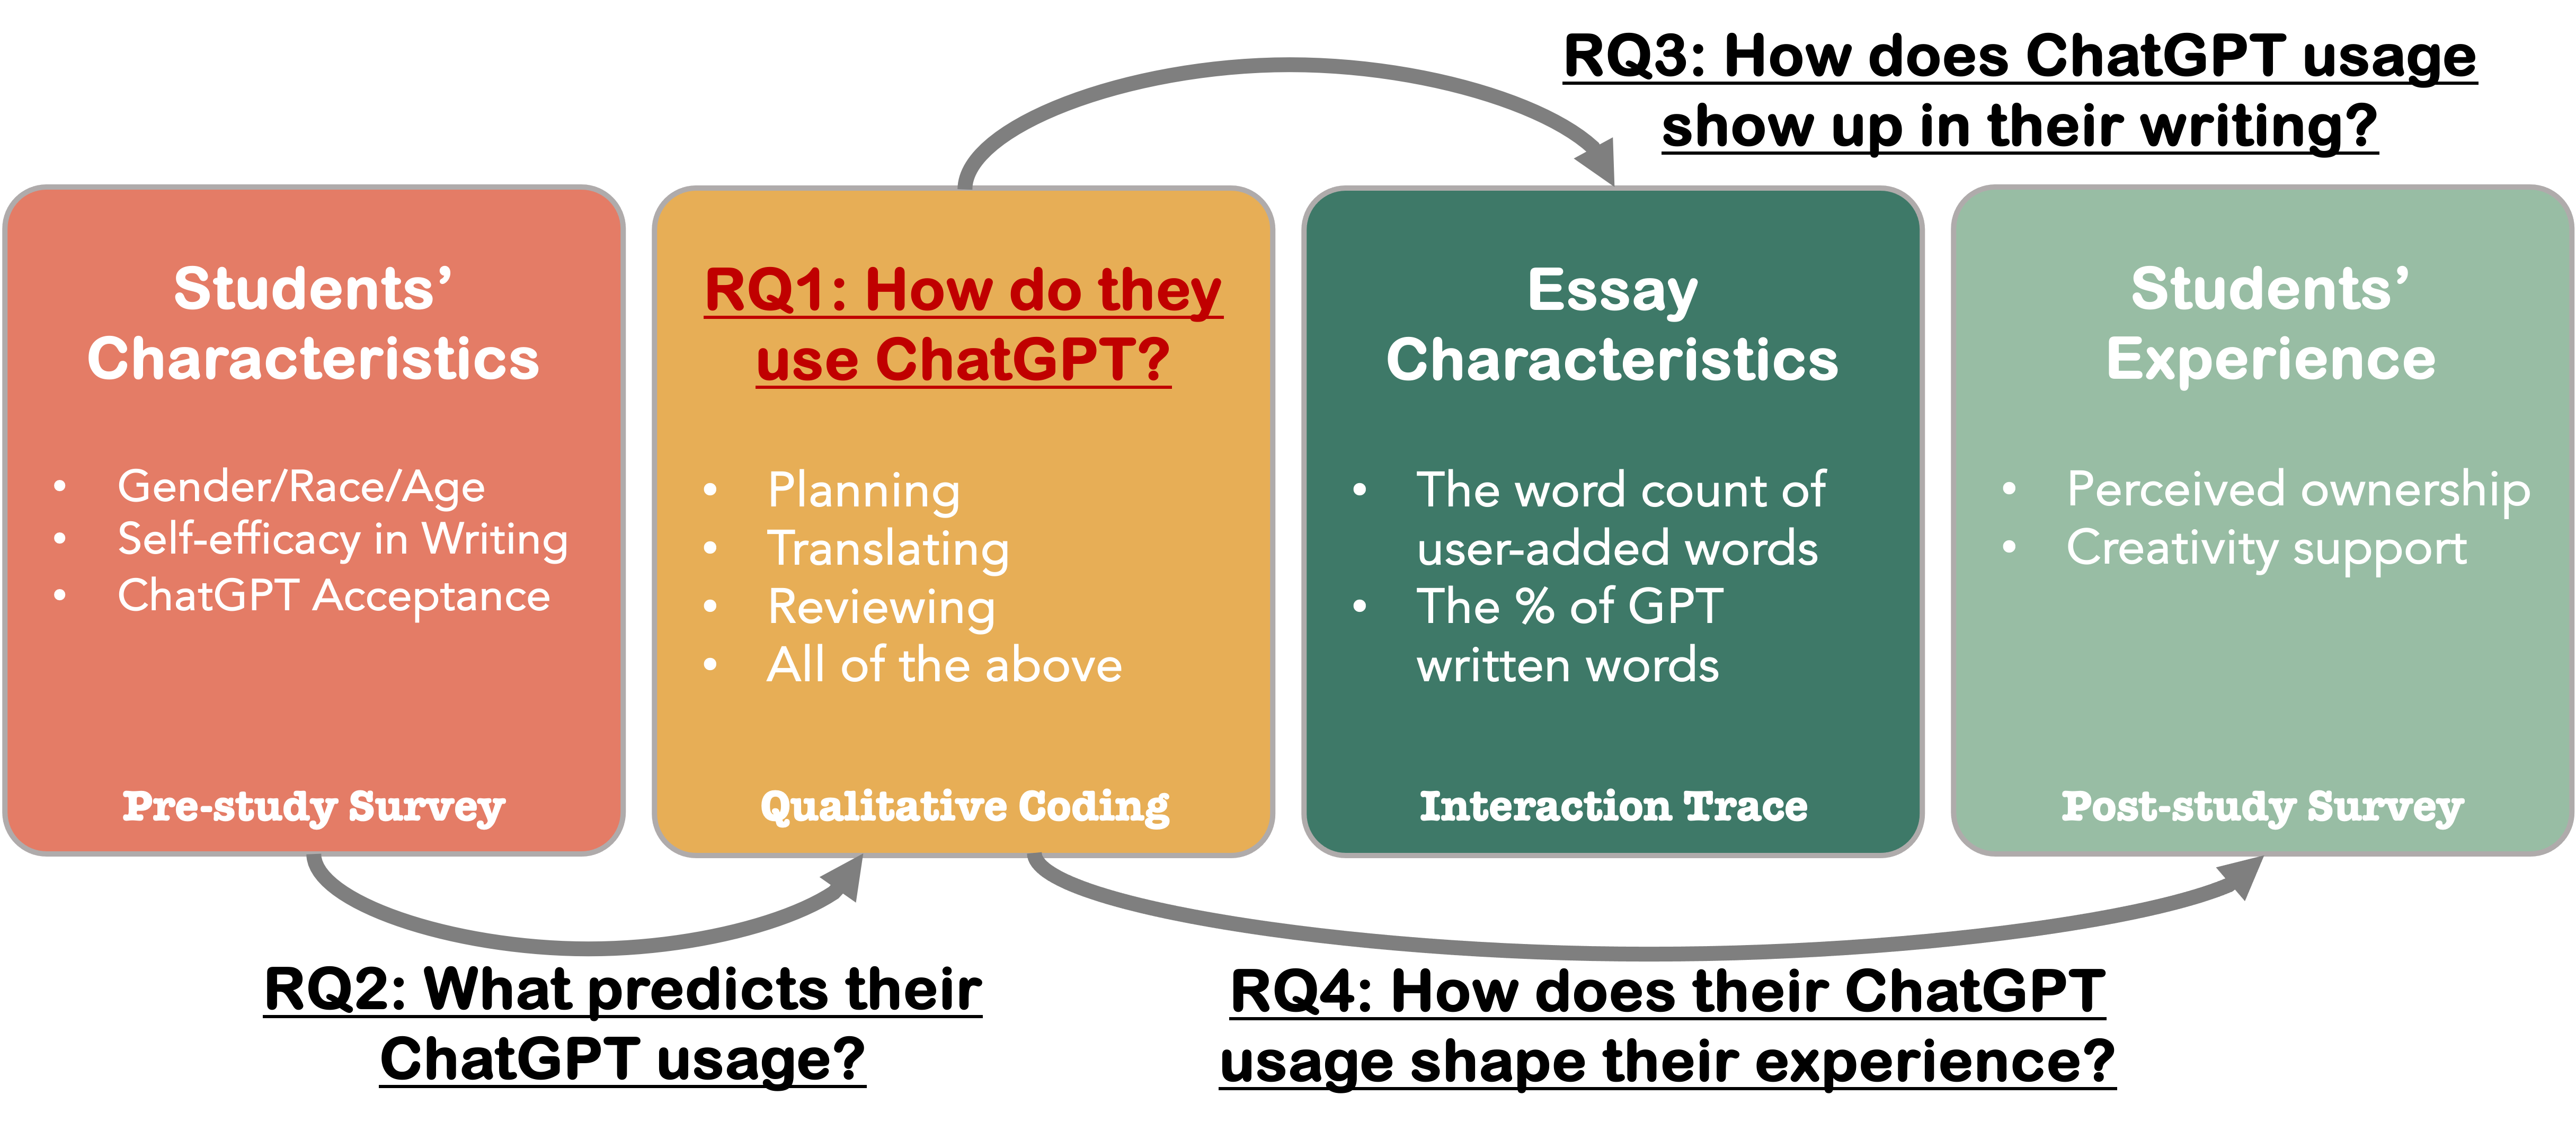 RQ3: How does ChatGPT usage
show up in their writing?
Students’
Characteristics
• Gender/Race/Age
• Self-efficacy in Writing
• ChatGPT Acceptance
Pre-study Survey
RQ1: How do they
use ChatGPT?
• Planning
• Translating
• Reviewing
• All of the above
Qualitative Coding
Essay
Characteristics
• The word count of
user-added words
• The % of GPT
written words
Interaction Trace
Students’
Experience
• Perceived ownership
• Creativity support
Post-study Survey
RQ2: What predicts their
ChatGPT usage?
RQ4: How does their ChatGPT
usage shape their experience?